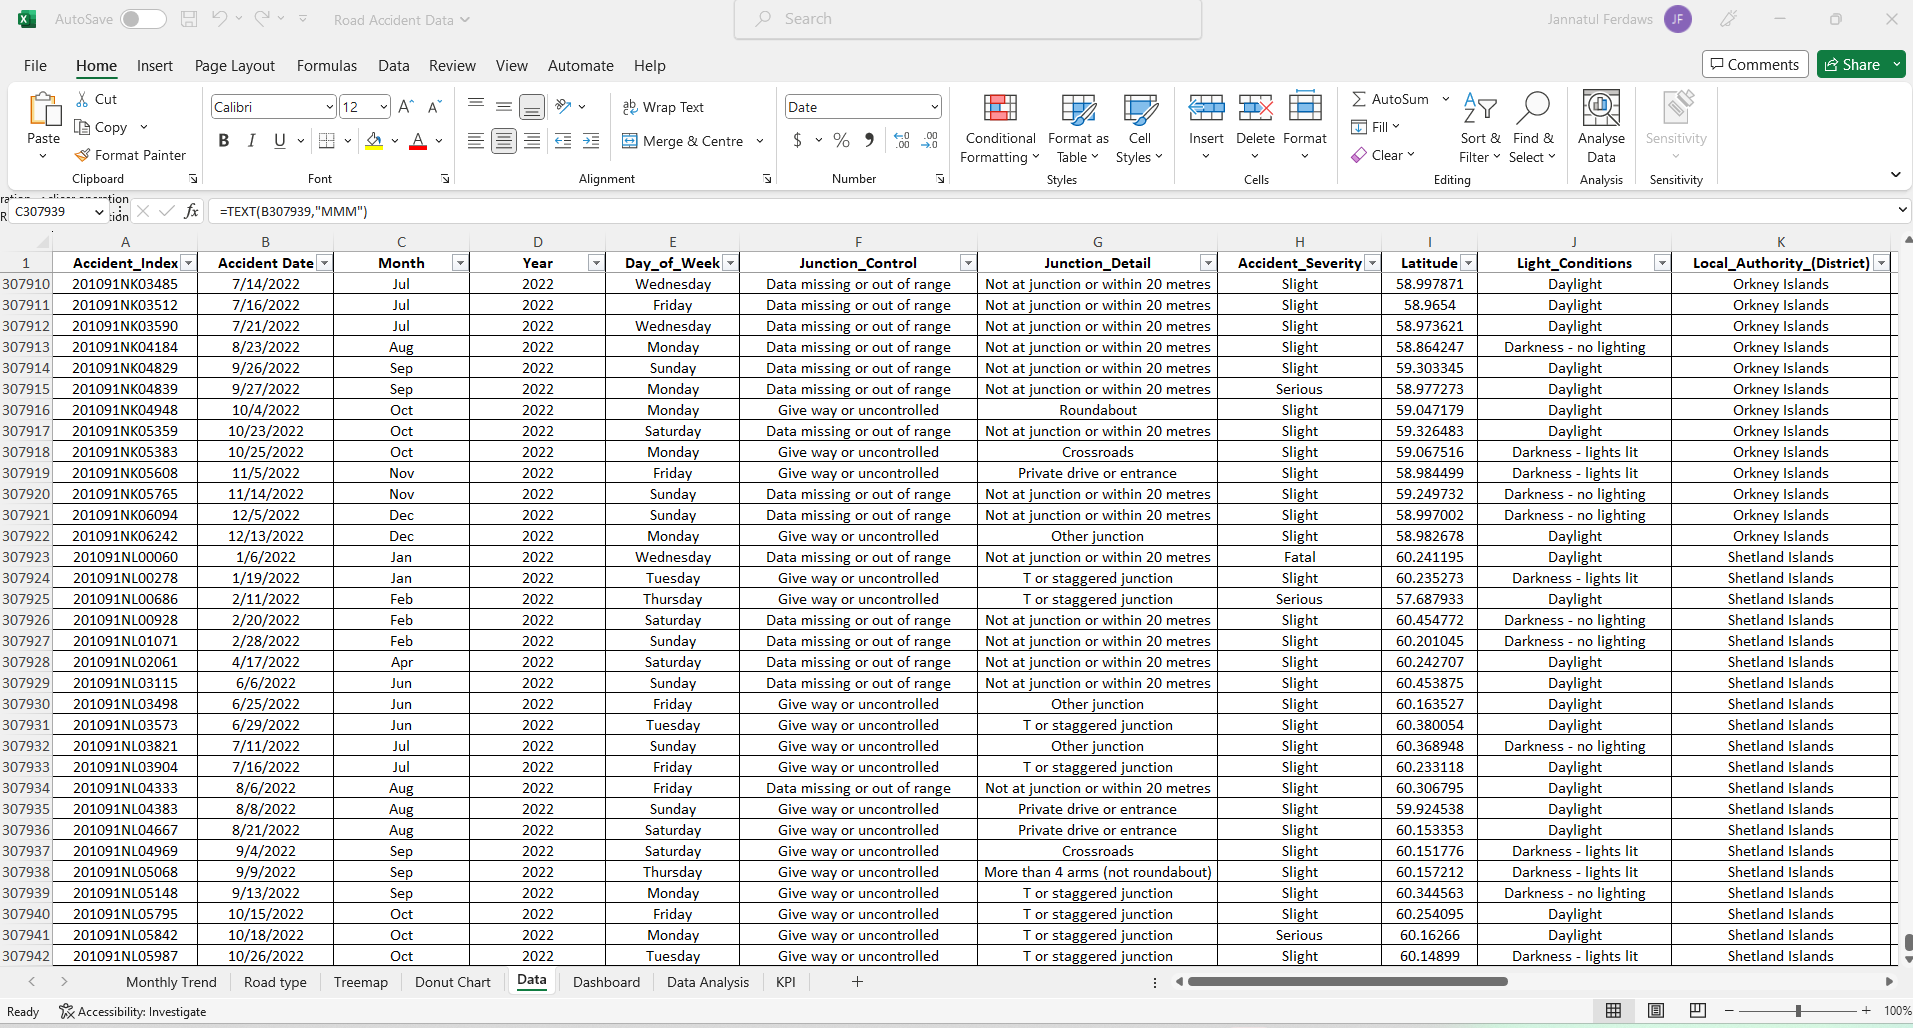 AutoSave Road Accident Data Search Jannatul Ferdaws JF
File Home Insert Page Layout Formulas Data Review View Automate Help Comments Share
Cut Calibri 12 Wrap Text Date AutoSum
Copy Fill
Paste Format Painter Merge & Centre $ % Conditional Formatting Format as Table Cell Styles Insert Delete Format Clear Sort & Filter Find & Select Analyse Data Sensitivity
Clipboard Font Alignment Number Styles Cells Editing Analysis Sensitivity
C307939 fx =TEXT(B307939,"MMM")
A B C D E F G H I J K
1 Accident_Index Accident Date Month Year Day_of_Week Junction_Control Junction_Detail Accident_Severity Latitude Light_Conditions Local_Authority_(District)
307910 201091NK03485 7/14/2022 Jul 2022 Wednesday Data missing or out of range Not at junction or within 20 metres Slight 58.997871 Daylight Orkney Islands
307911 201091NK03512 7/16/2022 Jul 2022 Friday Data missing or out of range Not at junction or within 20 metres Slight 58.9654 Daylight Orkney Islands
307912 201091NK03590 7/21/2022 Jul 2022 Wednesday Data missing or out of range Not at junction or within 20 metres Slight 58.973621 Daylight Orkney Islands
307913 201091NK04184 8/23/2022 Aug 2022 Monday Data missing or out of range Not at junction or within 20 metres Slight 58.864247 Darkness - no lighting Orkney Islands
307914 201091NK04829 9/26/2022 Sep 2022 Sunday Data missing or out of range Not at junction or within 20 metres Slight 59.303345 Daylight Orkney Islands
307915 201091NK04839 9/27/2022 Sep 2022 Monday Data missing or out of range Not at junction or within 20 metres Serious 58.977273 Daylight Orkney Islands
307916 201091NK04948 10/4/2022 Oct 2022 Monday Give way or uncontrolled Roundabout Slight 59.047179 Daylight Orkney Islands
307917 201091NK05359 10/23/2022 Oct 2022 Saturday Data missing or out of range Not at junction or within 20 metres Slight 59.326483 Daylight Orkney Islands
307918 201091NK05383 10/25/2022 Oct 2022 Monday Give way or uncontrolled Crossroads Slight 59.067516 Darkness - lights lit Orkney Islands
307919 201091NK05608 11/5/2022 Nov 2022 Friday Give way or uncontrolled Private drive or entrance Slight 58.984499 Darkness - lights lit Orkney Islands
307920 201091NK05765 11/14/2022 Nov 2022 Sunday Data missing or out of range Not at junction or within 20 metres Slight 59.249732 Darkness - no lighting Orkney Islands
307921 201091NK06094 12/5/2022 Dec 2022 Sunday Data missing or out of range Not at junction or within 20 metres Slight 58.997002 Darkness - no lighting Orkney Islands
307922 201091NK06242 12/13/2022 Dec 2022 Monday Give way or uncontrolled Other junction Slight 58.982678 Daylight Orkney Islands
307923 201091NL00060 1/6/2022 Jan 2022 Wednesday Data missing or out of range Not at junction or within 20 metres Fatal 60.241195 Daylight Shetland Islands
307924 201091NL00278 1/19/2022 Jan 2022 Tuesday Give way or uncontrolled T or staggered junction Slight 60.235273 Darkness - lights lit Shetland Islands
307925 201091NL00686 2/11/2022 Feb 2022 Thursday Give way or uncontrolled T or staggered junction Serious 57.687933 Daylight Shetland Islands
307926 201091NL00928 2/20/2022 Feb 2022 Saturday Data missing or out of range Not at junction or within 20 metres Slight 60.454772 Darkness - no lighting Shetland Islands
307927 201091NL01071 2/28/2022 Feb 2022 Sunday Data missing or out of range Not at junction or within 20 metres Slight 60.201045 Darkness - no lighting Shetland Islands
307928 201091NL02061 4/17/2022 Apr 2022 Saturday Data missing or out of range Not at junction or within 20 metres Slight 60.242707 Daylight Shetland Islands
307929 201091NL03115 6/6/2022 Jun 2022 Sunday Data missing or out of range Not at junction or within 20 metres Slight 60.453875 Daylight Shetland Islands
307930 201091NL03498 6/25/2022 Jun 2022 Friday Give way or uncontrolled Other junction Slight 60.163527 Daylight Shetland Islands
307931 201091NL03573 6/29/2022 Jun 2022 Tuesday Give way or uncontrolled T or staggered junction Slight 60.380054 Daylight Shetland Islands
307932 201091NL03821 7/11/2022 Jul 2022 Sunday Give way or uncontrolled Other junction Slight 60.368948 Darkness - no lighting Shetland Islands
307933 201091NL03904 7/16/2022 Jul 2022 Friday Give way or uncontrolled T or staggered junction Slight 60.233118 Daylight Shetland Islands
307934 201091NL04333 8/6/2022 Aug 2022 Friday Data missing or out of range Not at junction or within 20 metres Slight 60.306795 Daylight Shetland Islands
307935 201091NL04383 8/8/2022 Aug 2022 Sunday Give way or uncontrolled Private drive or entrance Slight 59.924538 Daylight Shetland Islands
307936 201091NL04667 8/21/2022 Aug 2022 Saturday Give way or uncontrolled Private drive or entrance Slight 60.153353 Daylight Shetland Islands
307937 201091NL04969 9/4/2022 Sep 2022 Saturday Give way or uncontrolled Crossroads Slight 60.151776 Darkness - lights lit Shetland Islands
307938 201091NL05068 9/9/2022 Sep 2022 Thursday Give way or uncontrolled More than 4 arms (not roundabout) Slight 60.157212 Darkness - lights lit Shetland Islands
307939 201091NL05148 9/13/2022 Sep 2022 Monday Give way or uncontrolled T or staggered junction Slight 60.344563 Darkness - no lighting Shetland Islands
307940 201091NL05795 10/15/2022 Oct 2022 Friday Give way or uncontrolled T or staggered junction Slight 60.254095 Daylight Shetland Islands
307941 201091NL05842 10/18/2022 Oct 2022 Monday Give way or uncontrolled T or staggered junction Serious 60.16266 Daylight Shetland Islands
307942 201091NL05987 10/26/2022 Oct 2022 Tuesday Give way or uncontrolled T or staggered junction Slight 60.14899 Darkness - lights lit Shetland Islands
Monthly Trend Road type Treemap Donut Chart Data Dashboard Data Analysis KPI
Ready Accessibility: Investigate 100%